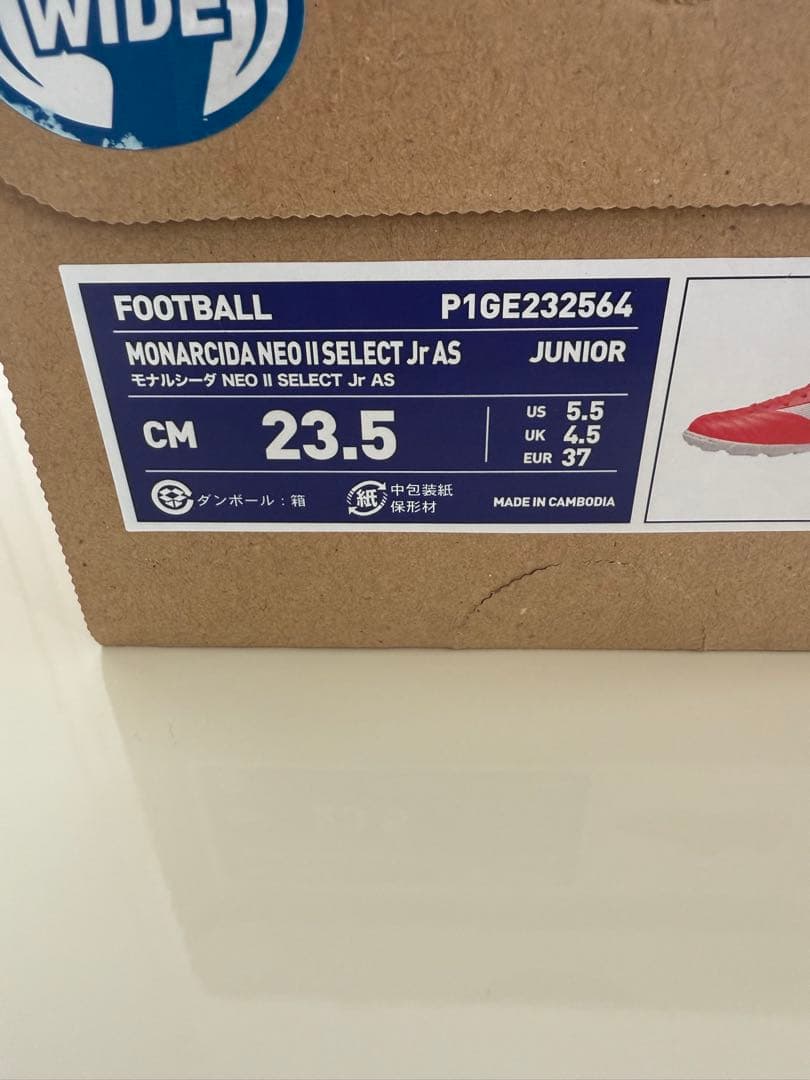 WIDE
FOOTBALL P1GE232564
MONARCIDA NEO II SELECT Jr AS JUNIOR
モナルシーダ NEO II SELECT Jr AS
CM 23.5
US 5.5
UK 4.5
EUR 37
ダンボール：箱
紙 中包装紙
保形材
MADE IN CAMBODIA